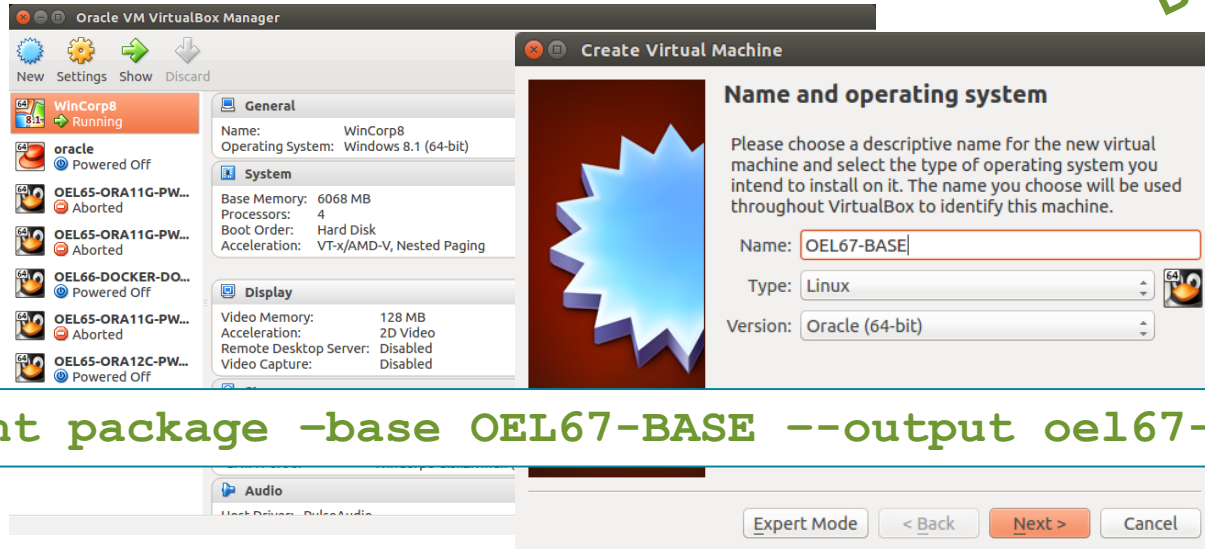 Oracle VM VirtualBox Manager
New Settings Show Discard
WinCorp8
Running
oracle
Powered Off
OEL65-ORA11G-PW...
Aborted
OEL65-ORA11G-PW...
Aborted
OEL66-DOCKER-DO...
Powered Off
OEL65-ORA11G-PW...
Aborted
OEL65-ORA12C-PW...
Powered Off
General
Name: WinCorp8
Operating System: Windows 8.1 (64-bit)
System
Base Memory: 6068 MB
Processors: 4
Boot Order: Hard Disk
Acceleration: VT-x/AMD-V, Nested Paging
Display
Video Memory: 128 MB
Acceleration: 2D Video
Remote Desktop Server: Disabled
Video Capture: Disabled
Create Virtual Machine
Name and operating system
Please choose a descriptive name for the new virtual
machine and select the type of operating system you
intend to install on it. The name you choose will be used
throughout VirtualBox to identify this machine.
Name: OEL67-BASE
Type: Linux
Version: Oracle (64-bit)
nt package –base OEL67-BASE –-output oel67-
Audio
Host Driver: PulseAudio
Expert Mode < Back Next > Cancel